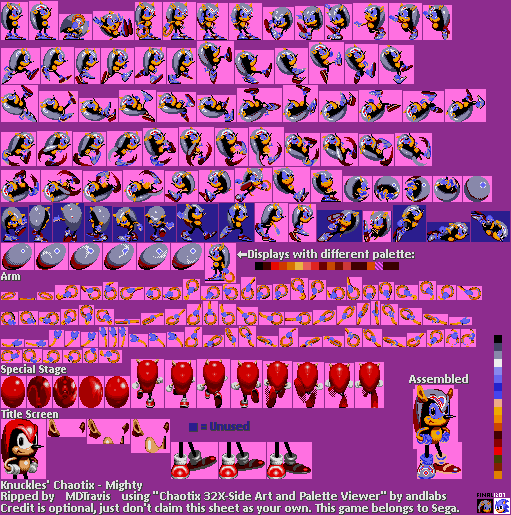 ←Displays with different palette:
Arm
Special Stage
Assembled
Title Screen
= Unused
Knuckles' Chaotix - Mighty
Ripped by MDTravis using "Chaotix 32X-Side Art and Palette Viewer" by andlabs
Credit is optional, just don't claim this sheet as your own. This game belongs to Sega.